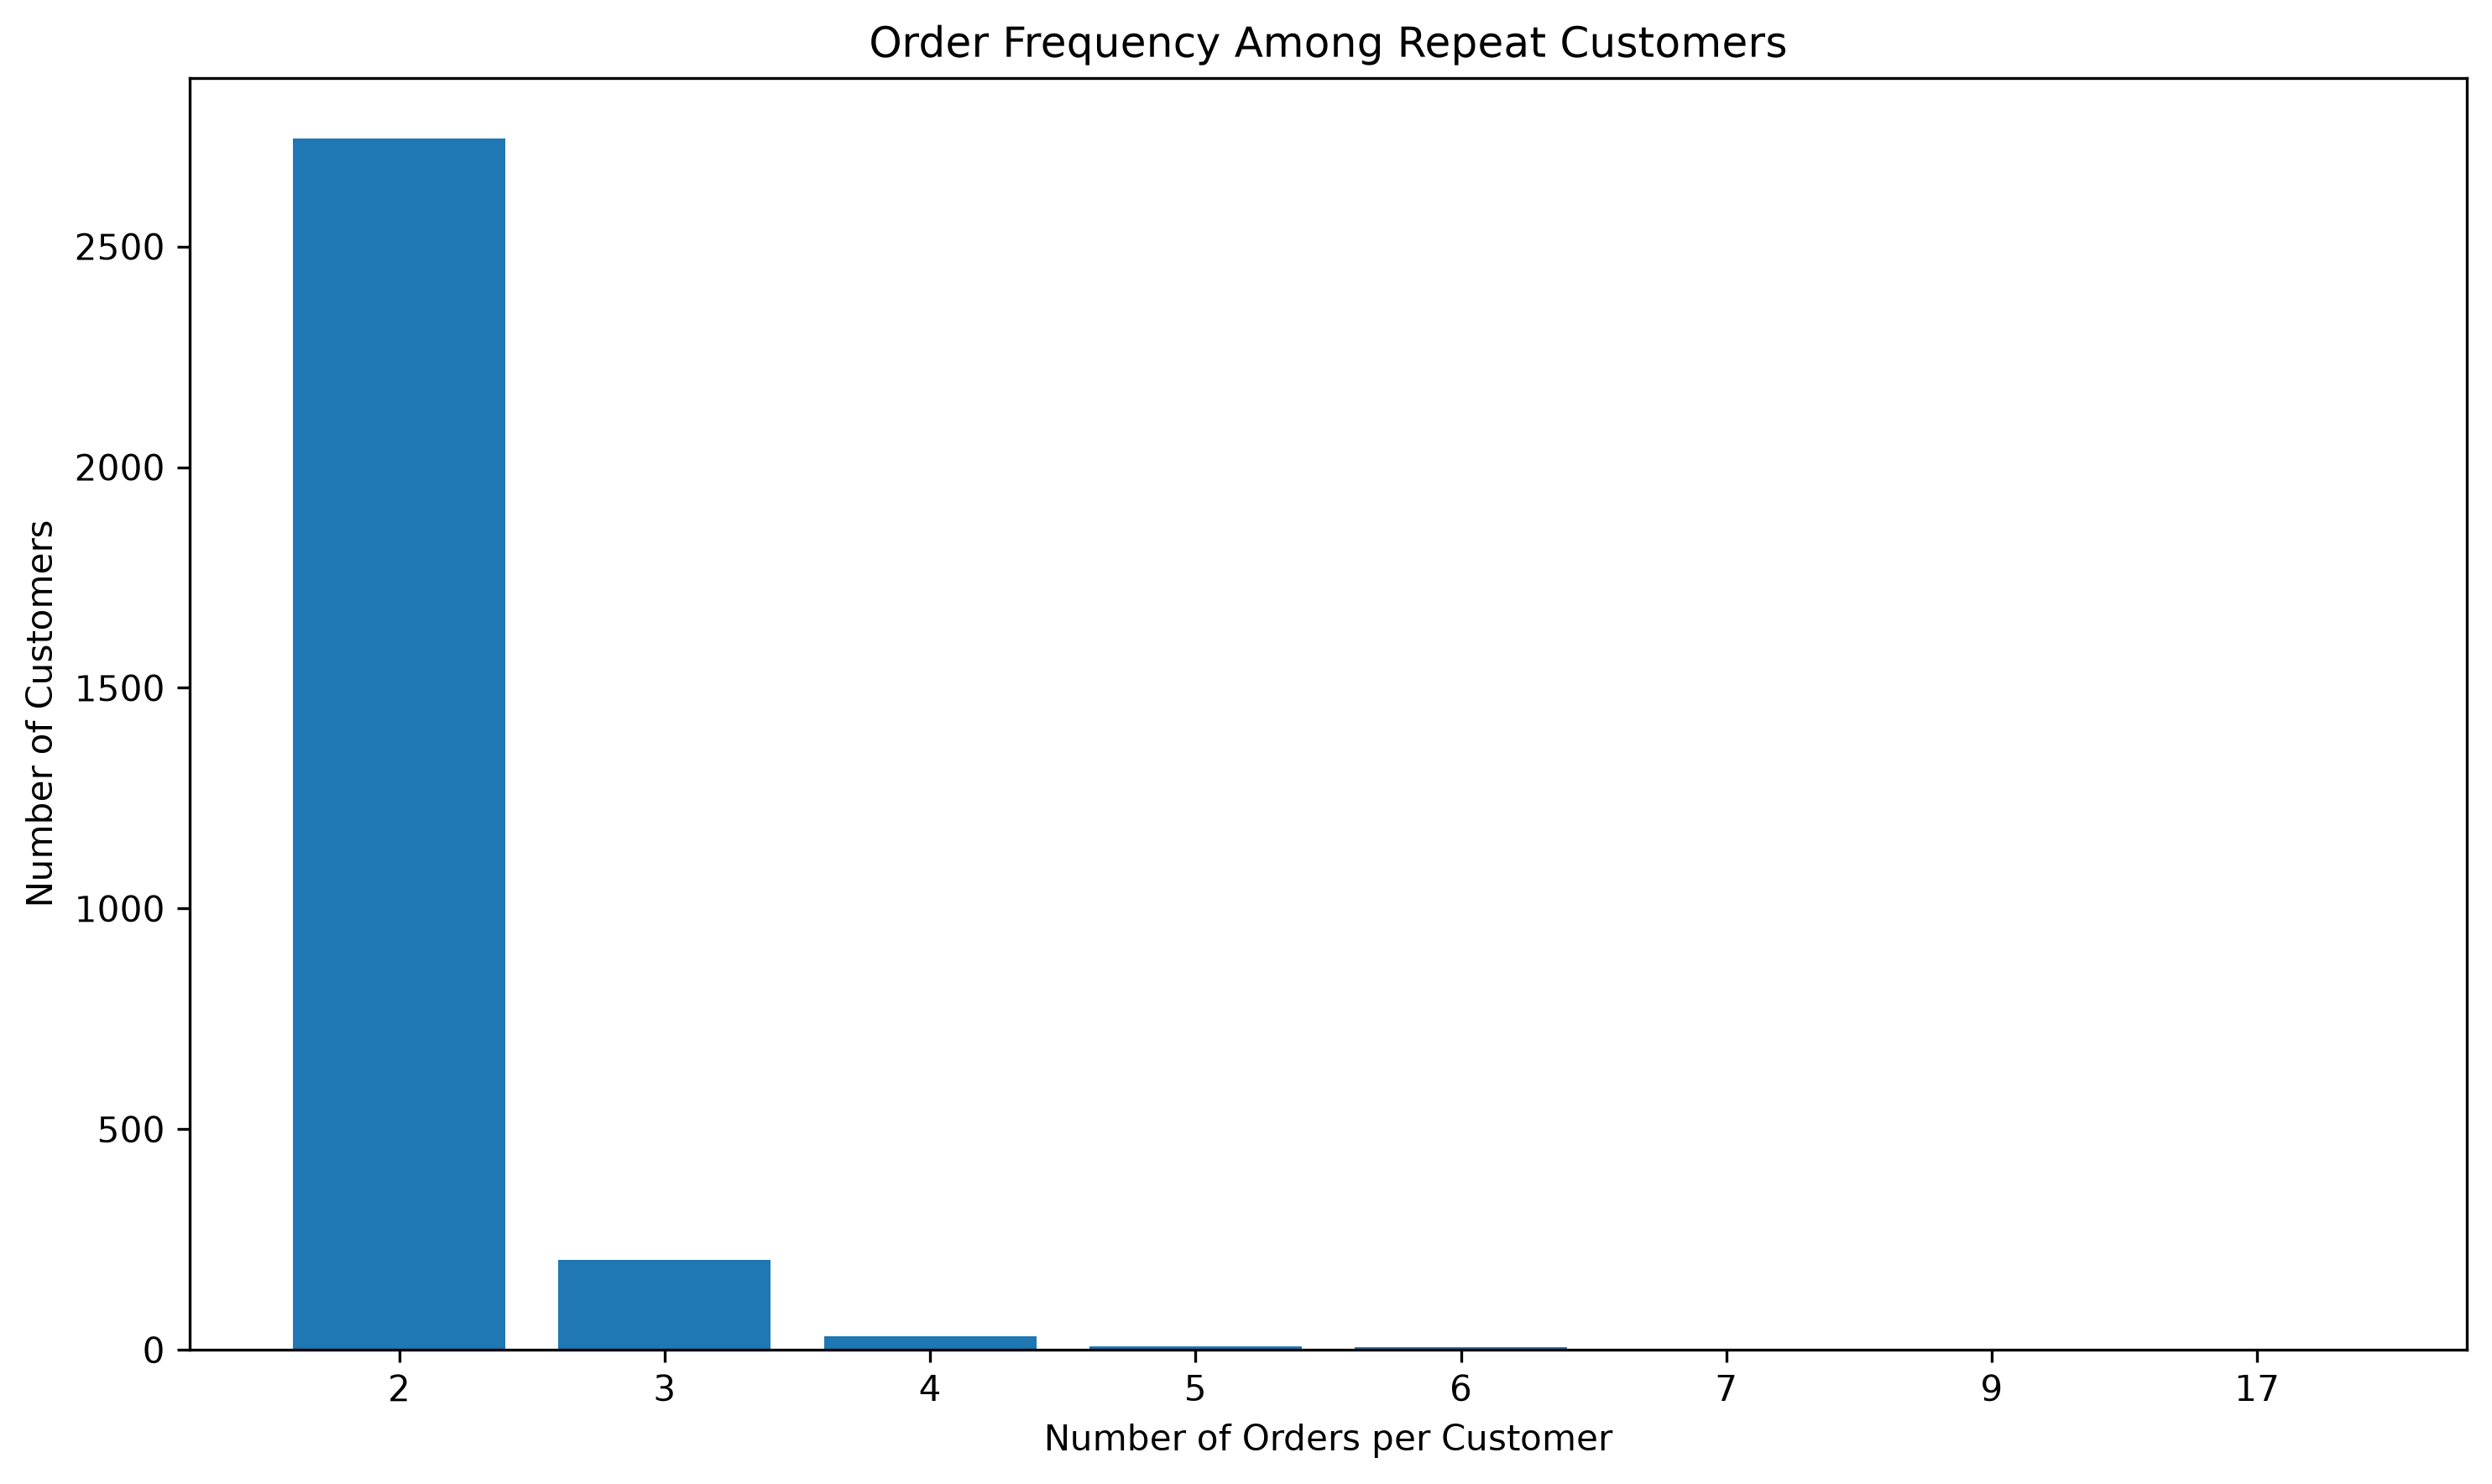 Order Frequency Among Repeat Customers
Number of Customers
2500
2000
1500
1000
500
0
2 3 4 5 6 7 9 17
Number of Orders per Customer